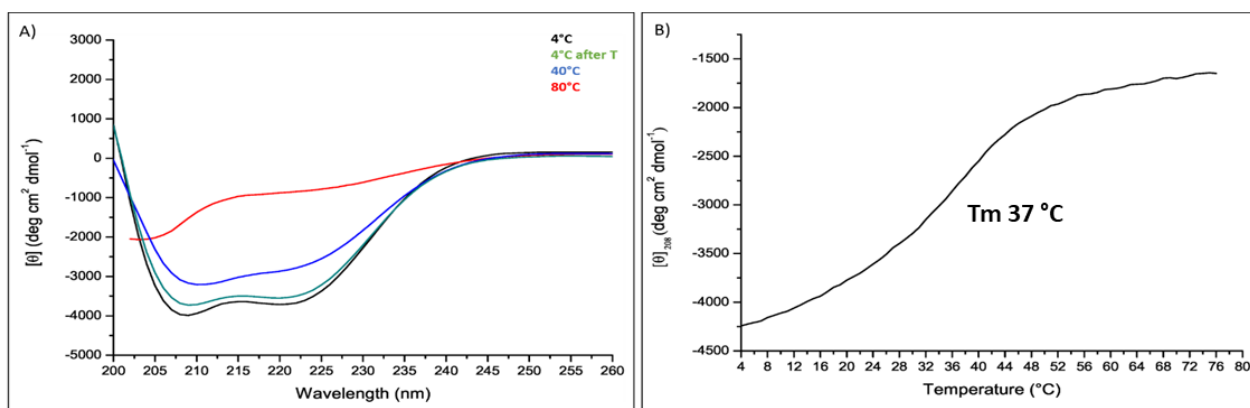 A)
4°C
4°C after T
40°C
80°C
3000
2000
1000
0
-1000
-2000
-3000
-4000
-5000
[θ] (deg cm² dmol⁻¹)
200 205 210 215 220 225 230 235 240 245 250 255 260
Wavelength (nm)
B)
-1500
-2000
-2500
-3000
-3500
-4000
-4500
[θ]₂₀₈ (deg cm² dmol⁻¹)
Tm 37 °C
4 8 12 16 20 24 28 32 36 40 44 48 52 56 60 64 68 72 76 80
Temperature (°C)